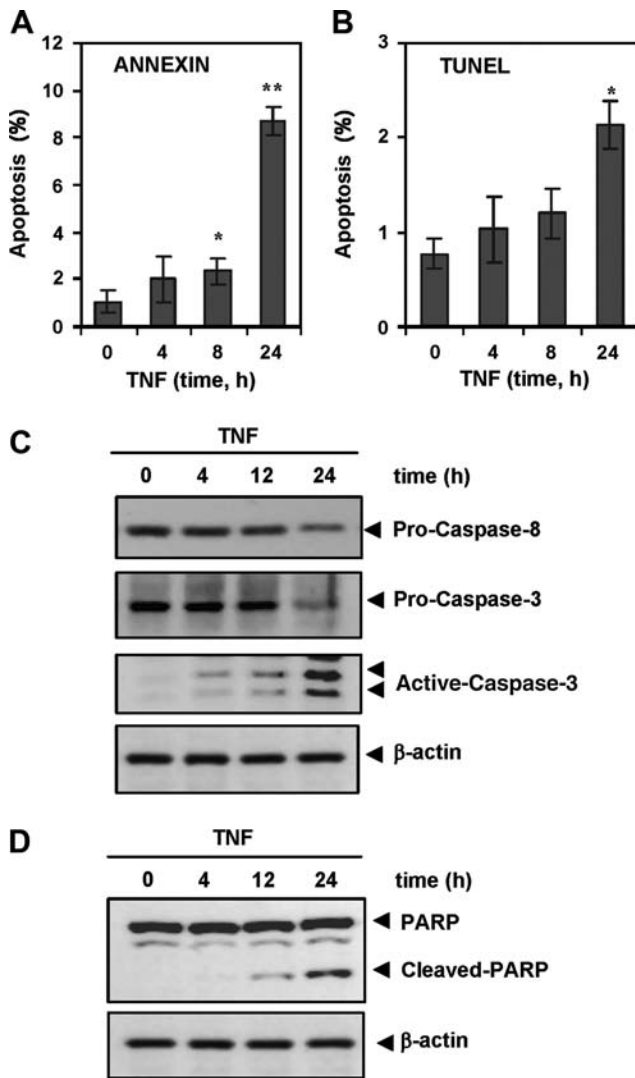 A
ANNEXIN
Apoptosis (%)
12
10
8
6
4
2
0
*
**
0 4 8 24
TNF (time, h)
B
TUNEL
Apoptosis (%)
3
2
1
0
*
0 4 8 24
TNF (time, h)
C
TNF
0 4 12 24 time (h)
Pro-Caspase-8
Pro-Caspase-3
Active-Caspase-3
β-actin
D
TNF
0 4 12 24 time (h)
PARP
Cleaved-PARP
β-actin